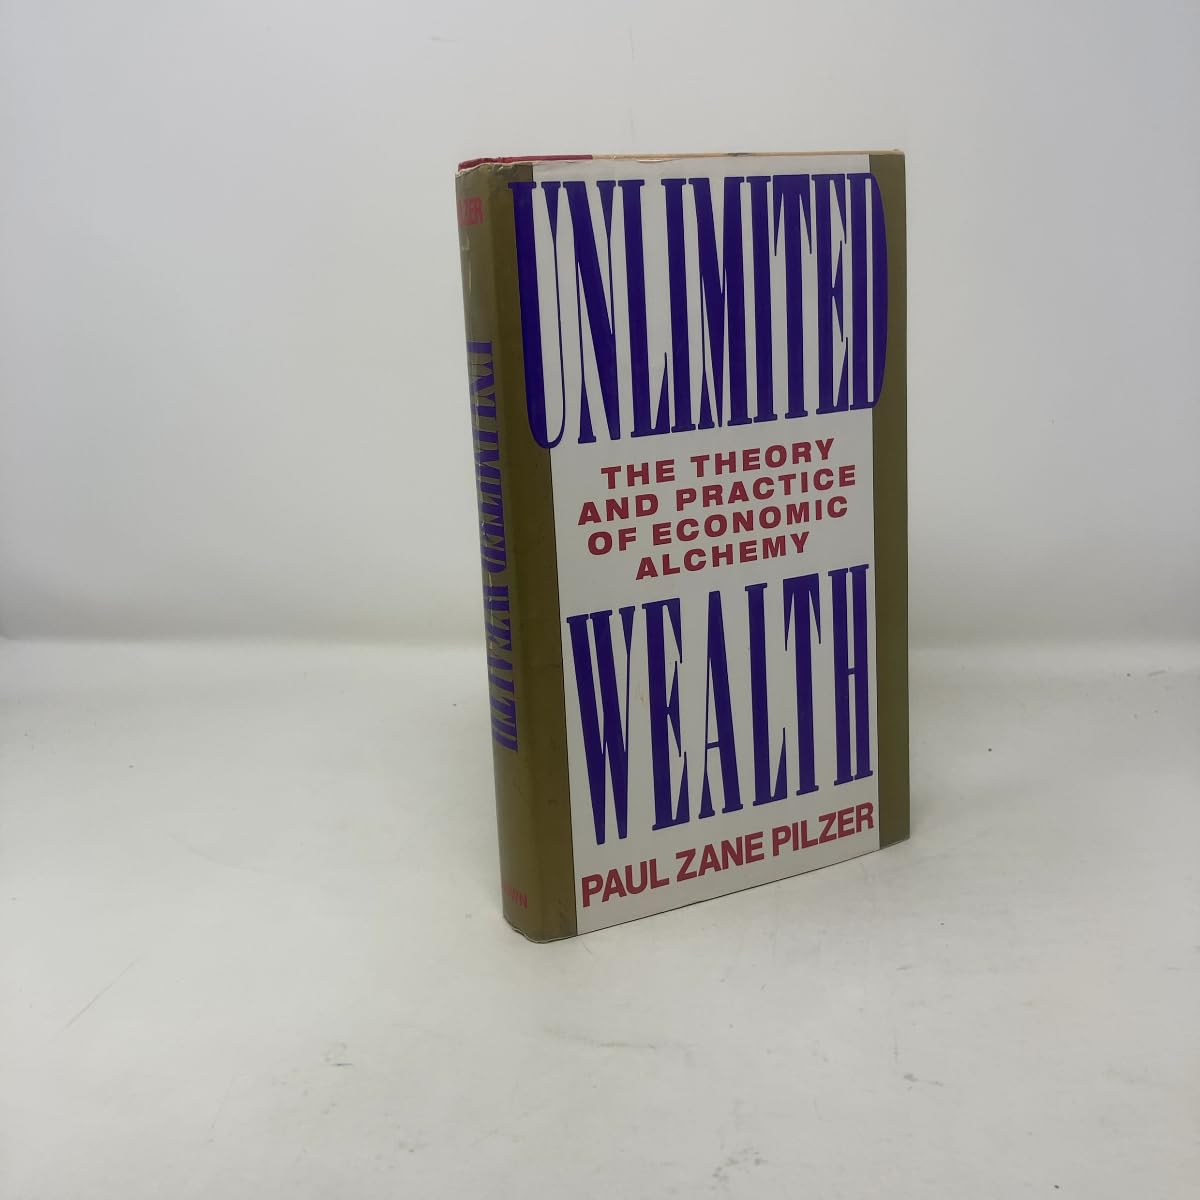 UNLIMITED
THE THEORY
AND PRACTICE
OF ECONOMIC
ALCHEMY
WEALTH
PAUL ZANE PILZER
UNLIMITED WEALTH